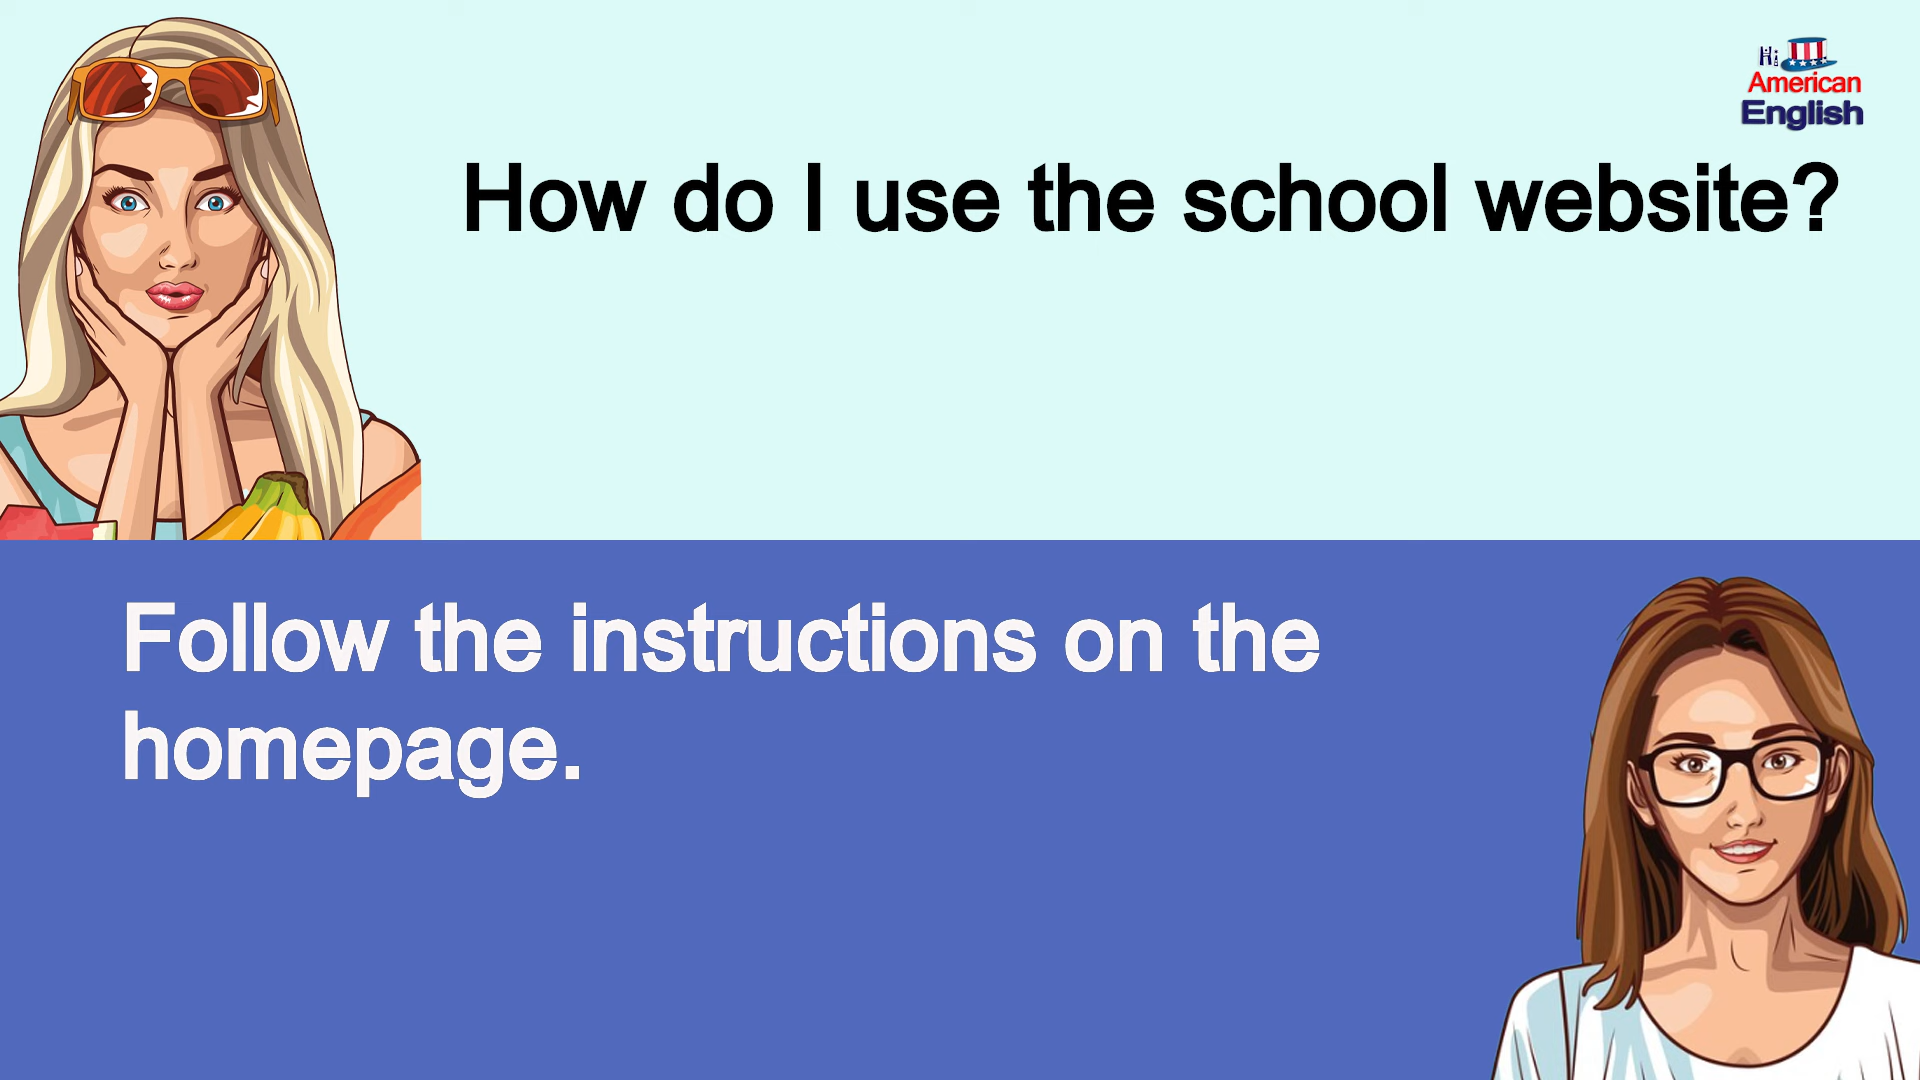 Hi
American
English
How do I use the school website?
Follow the instructions on the
homepage.